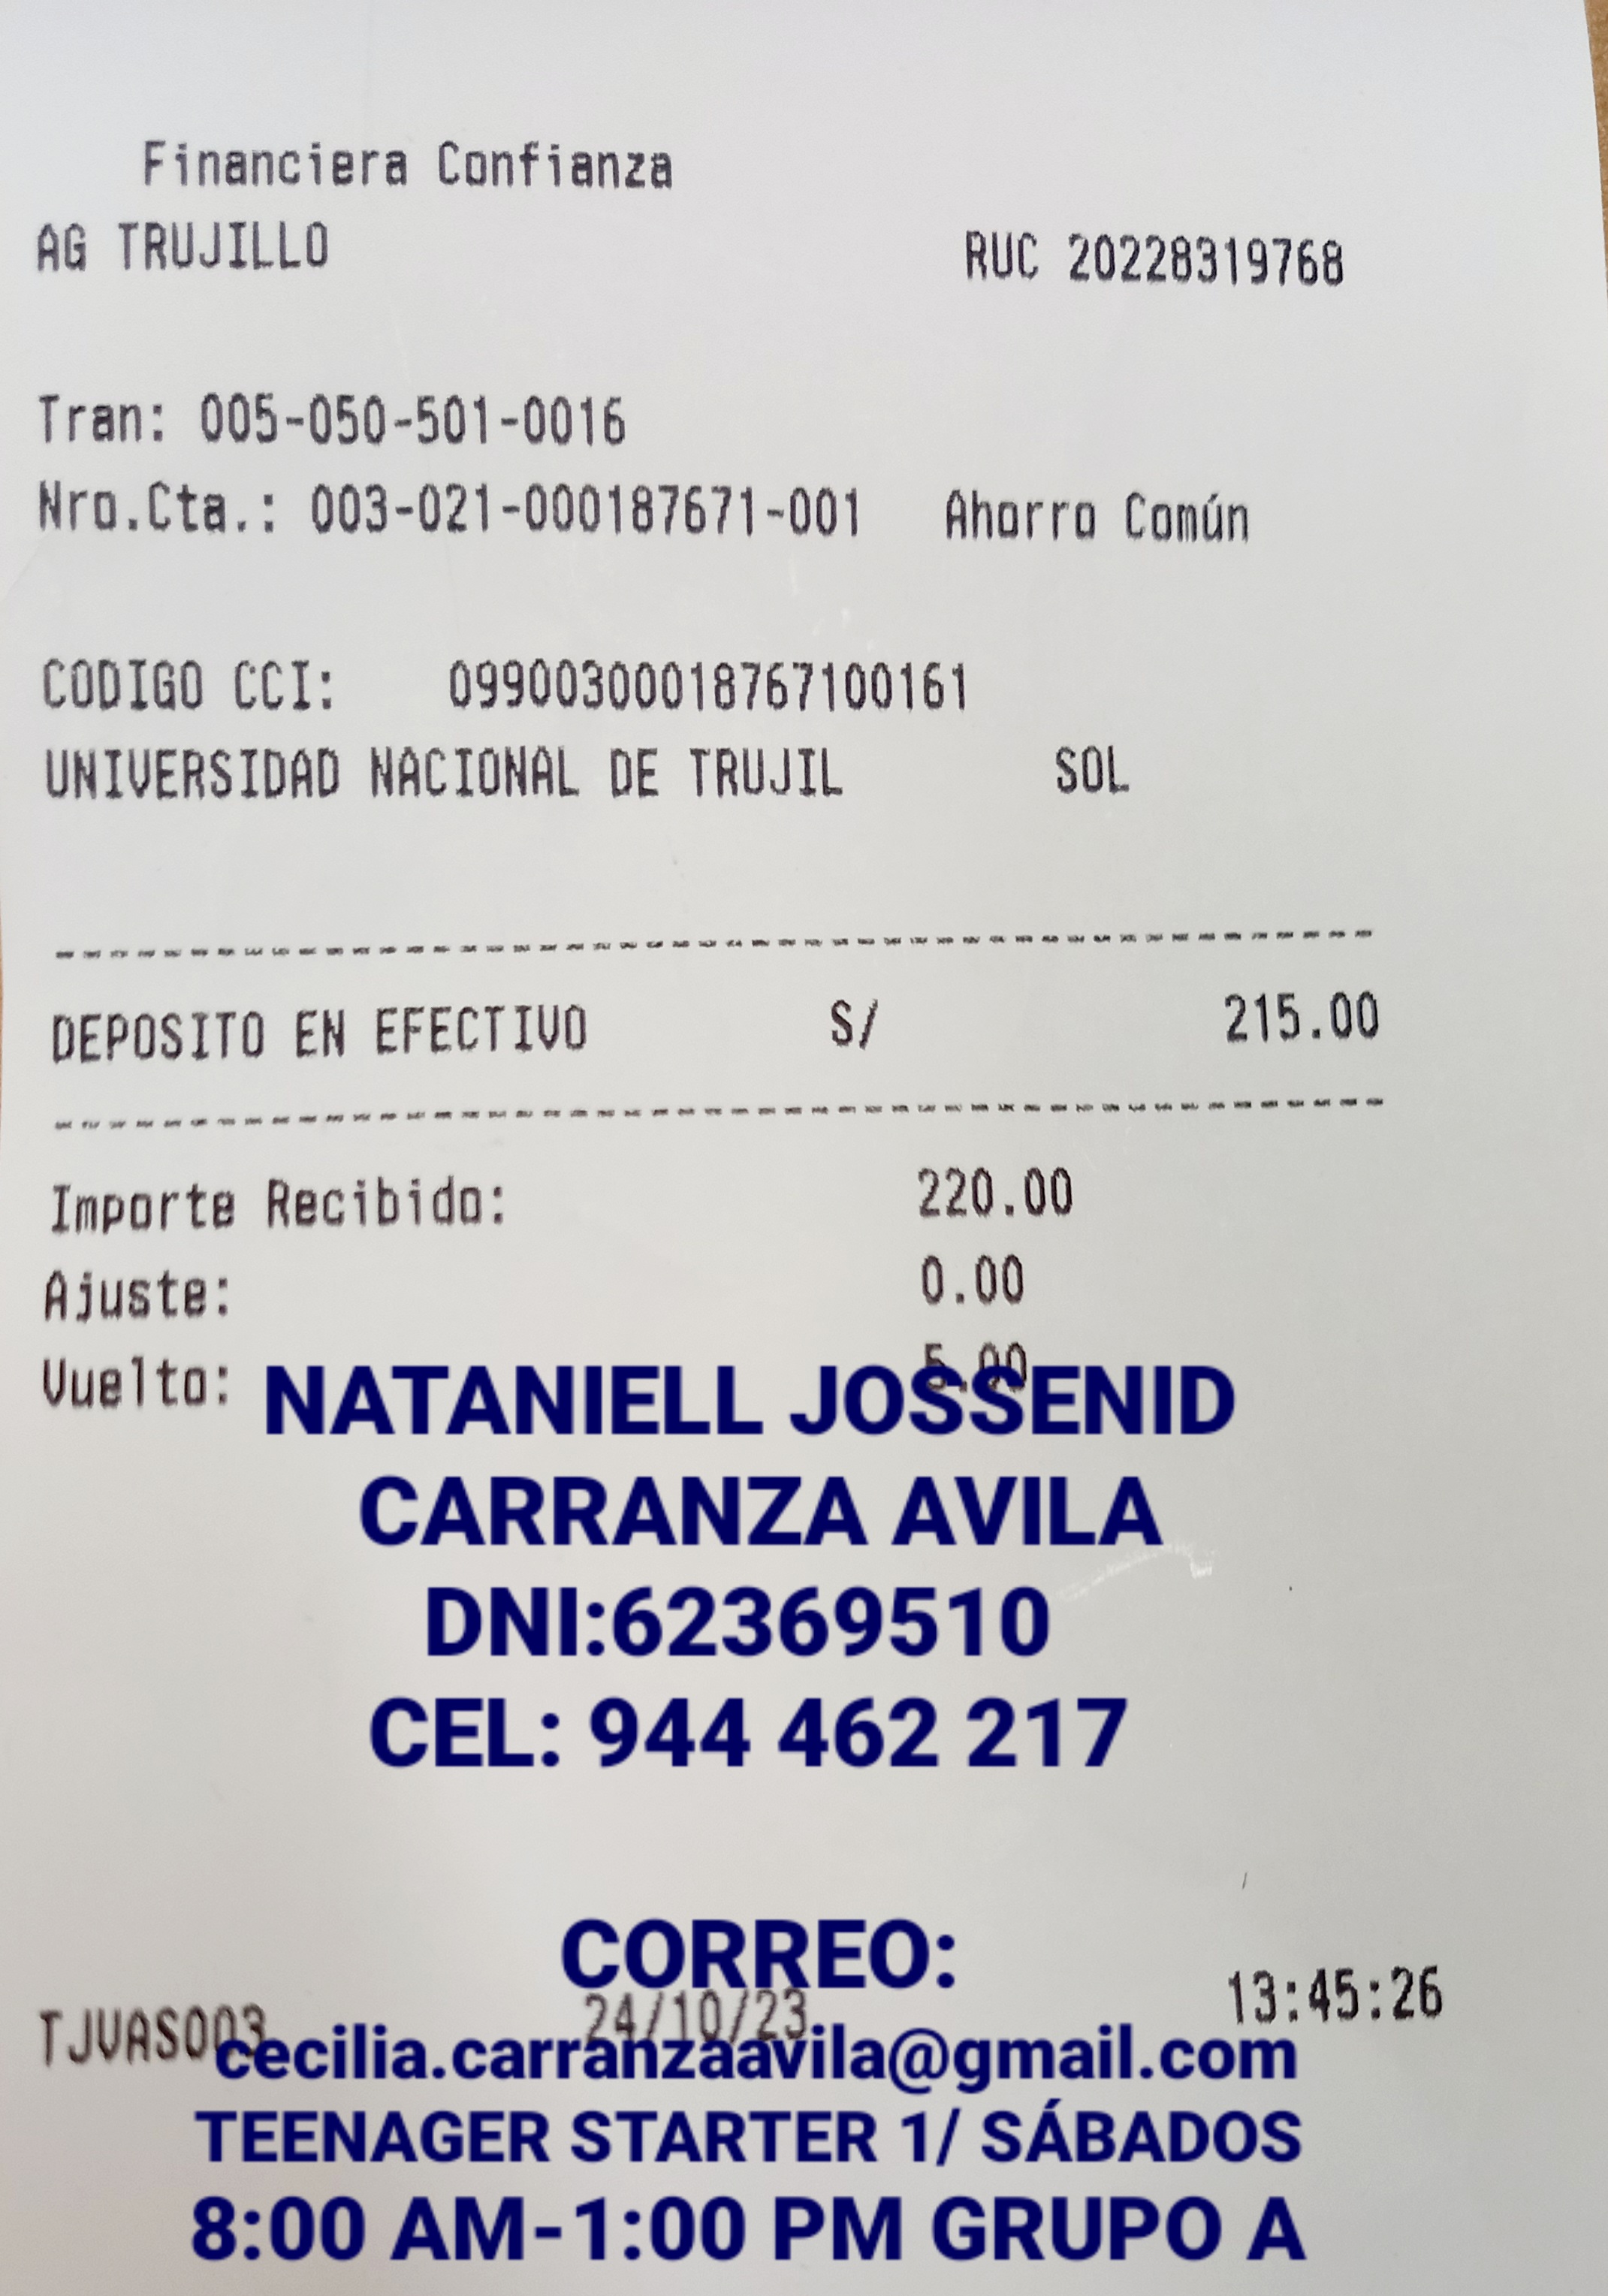 Financiera Confianza
AG TRUJILLO RUC 20228319768
Tran: 005-050-501-0016
Nro.Cta.: 003-021-000187671-001 Ahorro Común
CODIGO CCI: 09900300018767100161
UNIVERSIDAD NACIONAL DE TRUJIL SOL
DEPOSITO EN EFECTIVO S/ 215.00
Importe Recibido: 220.00
Ajuste: 0.00
Vuelto: 5.00
NATANIELL JOSSENID
CARRANZA AVILA
DNI:62369510
CEL: 944 462 217
CORREO:
TJVAS003 24/10/23 13:45:26
cecilia.carranzaavila@gmail.com
TEENAGER STARTER 1/ SÁBADOS
8:00 AM-1:00 PM GRUPO A